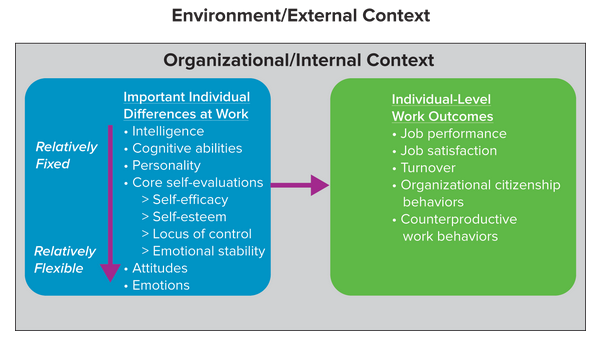 Environment/External Context
Organizational/Internal Context
Important Individual
Differences at Work
• Intelligence
• Cognitive abilities
• Personality
• Core self-evaluations
> Self-efficacy
> Self-esteem
> Locus of control
> Emotional stability
• Attitudes
• Emotions
Relatively
Fixed
Relatively
Flexible
Individual-Level
Work Outcomes
• Job performance
• Job satisfaction
• Turnover
• Organizational citizenship
behaviors
• Counterproductive
work behaviors